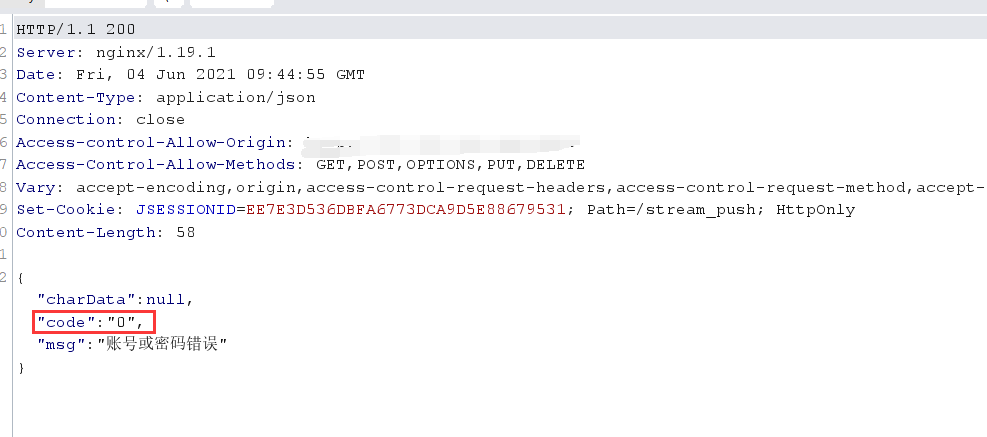 1 HTTP/1.1 200
2 Server: nginx/1.19.1
3 Date: Fri, 04 Jun 2021 09:44:55 GMT
4 Content-Type: application/json
5 Connection: close
6 Access-control-Allow-Origin:
7 Access-Control-Allow-Methods: GET,POST,OPTIONS,PUT,DELETE
8 Vary: accept-encoding,origin,access-control-request-headers,access-control-request-method,accept-
9 Set-Cookie: JSESSIONID=EE7E3D536DBFA6773DCA9D5E88679531; Path=/stream_push; HttpOnly
0 Content-Length: 58
1
2 {
"charData":null,
"code":"0",
"msg":"账号或密码错误"
}